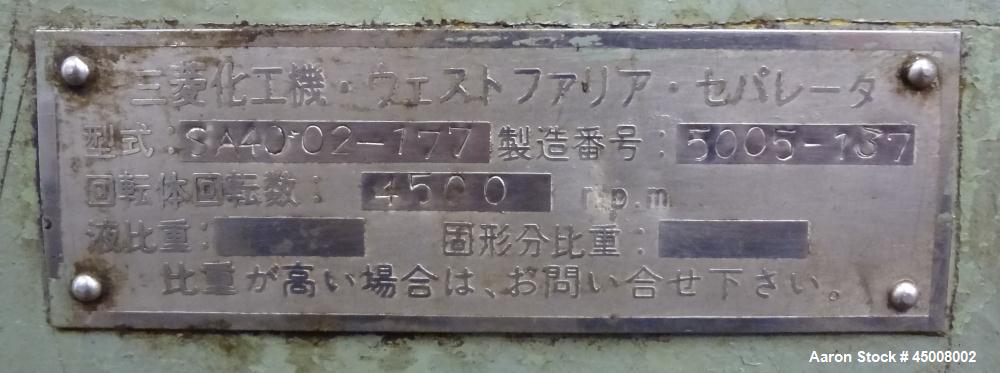 三菱化工機・ウェストファリア・セパレータ
型式:SA40-02-177 製造番号:5005-137
回転体回転数: 4500 r.p.m
液比重: 固形分比重:
比重が高い場合は、お問い合せ下さい。
Aaron Stock # 45008002